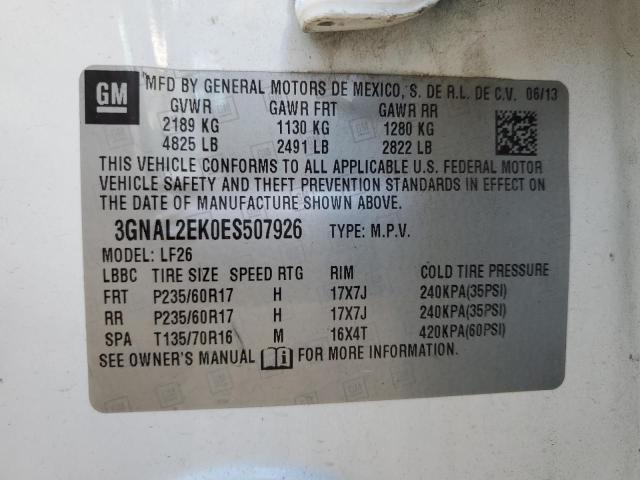 GM
MFD BY GENERAL MOTORS DE MEXICO, S. DE R.L. DE C.V. 06/13
GVWR GAWR FRT GAWR RR
2189 KG 1130 KG 1280 KG
4825 LB 2491 LB 2822 LB
THIS VEHICLE CONFORMS TO ALL APPLICABLE U.S. FEDERAL MOTOR
VEHICLE SAFETY AND THEFT PREVENTION STANDARDS IN EFFECT ON
THE DATE OF MANUFACTURE SHOWN ABOVE.
3GNAL2EK0ES507926 TYPE: M.P.V.
MODEL: LF26
LBBC TIRE SIZE SPEED RTG RIM COLD TIRE PRESSURE
FRT P235/60R17 H 17X7J 240KPA(35PSI)
RR P235/60R17 H 17X7J 240KPA(35PSI)
SPA T135/70R16 M 16X4T 420KPA(60PSI)
SEE OWNER'S MANUAL FOR MORE INFORMATION.